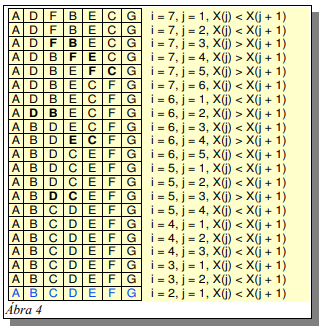 A D F B E C G i = 7, j = 1, X(j) < X(j + 1)
A D F B E C G i = 7, j = 2, X(j) < X(j + 1)
A D F B E C G i = 7, j = 3, X(j) > X(j + 1)
A D B F E C G i = 7, j = 4, X(j) > X(j + 1)
A D B E F C G i = 7, j = 5, X(j) > X(j + 1)
A D B E C F G i = 7, j = 6, X(j) < X(j + 1)
A D B E C F G i = 6, j = 1, X(j) < X(j + 1)
A D B E C F G i = 6, j = 2, X(j) > X(j + 1)
A B D E C F G i = 6, j = 3, X(j) < X(j + 1)
A B D E C F G i = 6, j = 4, X(j) > X(j + 1)
A B D C E F G i = 6, j = 5, X(j) < X(j + 1)
A B D C E F G i = 5, j = 1, X(j) < X(j + 1)
A B D C E F G i = 5, j = 2, X(j) < X(j + 1)
A B D C E F G i = 5, j = 3, X(j) > X(j + 1)
A B C D E F G i = 5, j = 4, X(j) < X(j + 1)
A B C D E F G i = 4, j = 1, X(j) < X(j + 1)
A B C D E F G i = 4, j = 2, X(j) < X(j + 1)
A B C D E F G i = 4, j = 3, X(j) < X(j + 1)
A B C D E F G i = 3, j = 1, X(j) < X(j + 1)
A B C D E F G i = 3, j = 2, X(j) < X(j + 1)
A B C D E F G i = 2, j = 1, X(j) < X(j + 1)
Ábra 4